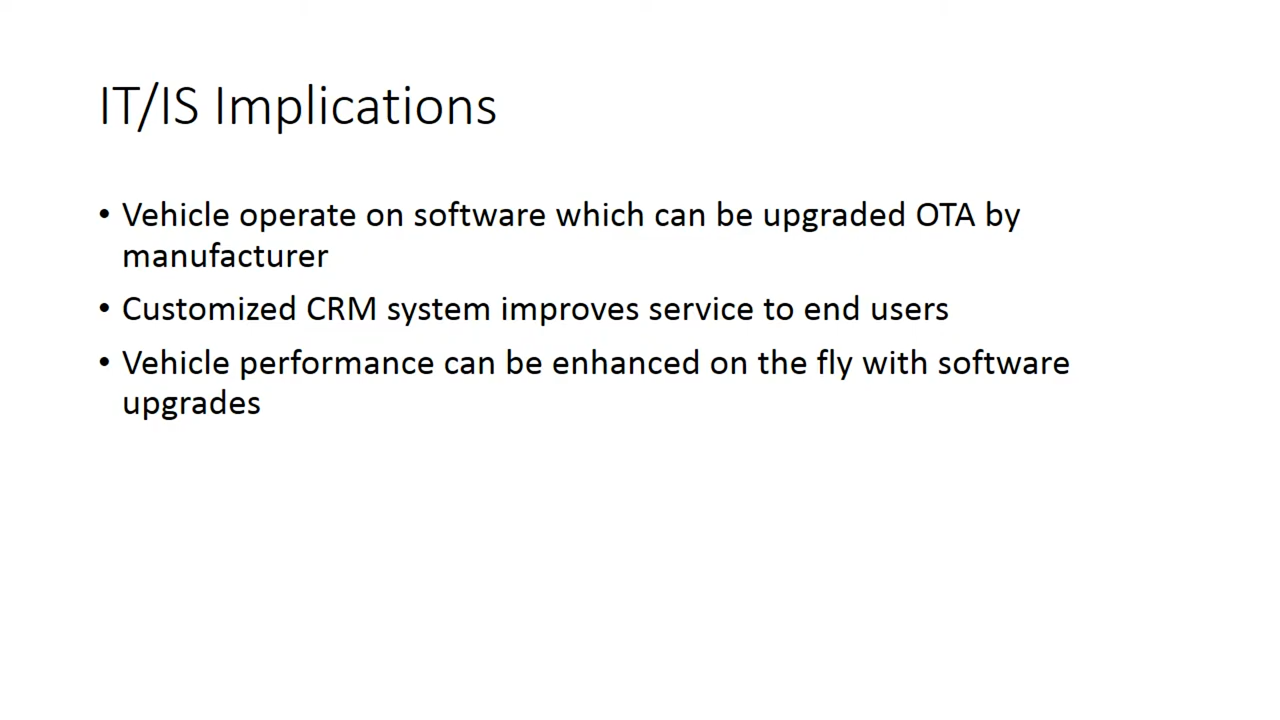 IT/IS Implications
• Vehicle operate on software which can be upgraded OTA by
manufacturer
• Customized CRM system improves service to end users
• Vehicle performance can be enhanced on the fly with software
upgrades